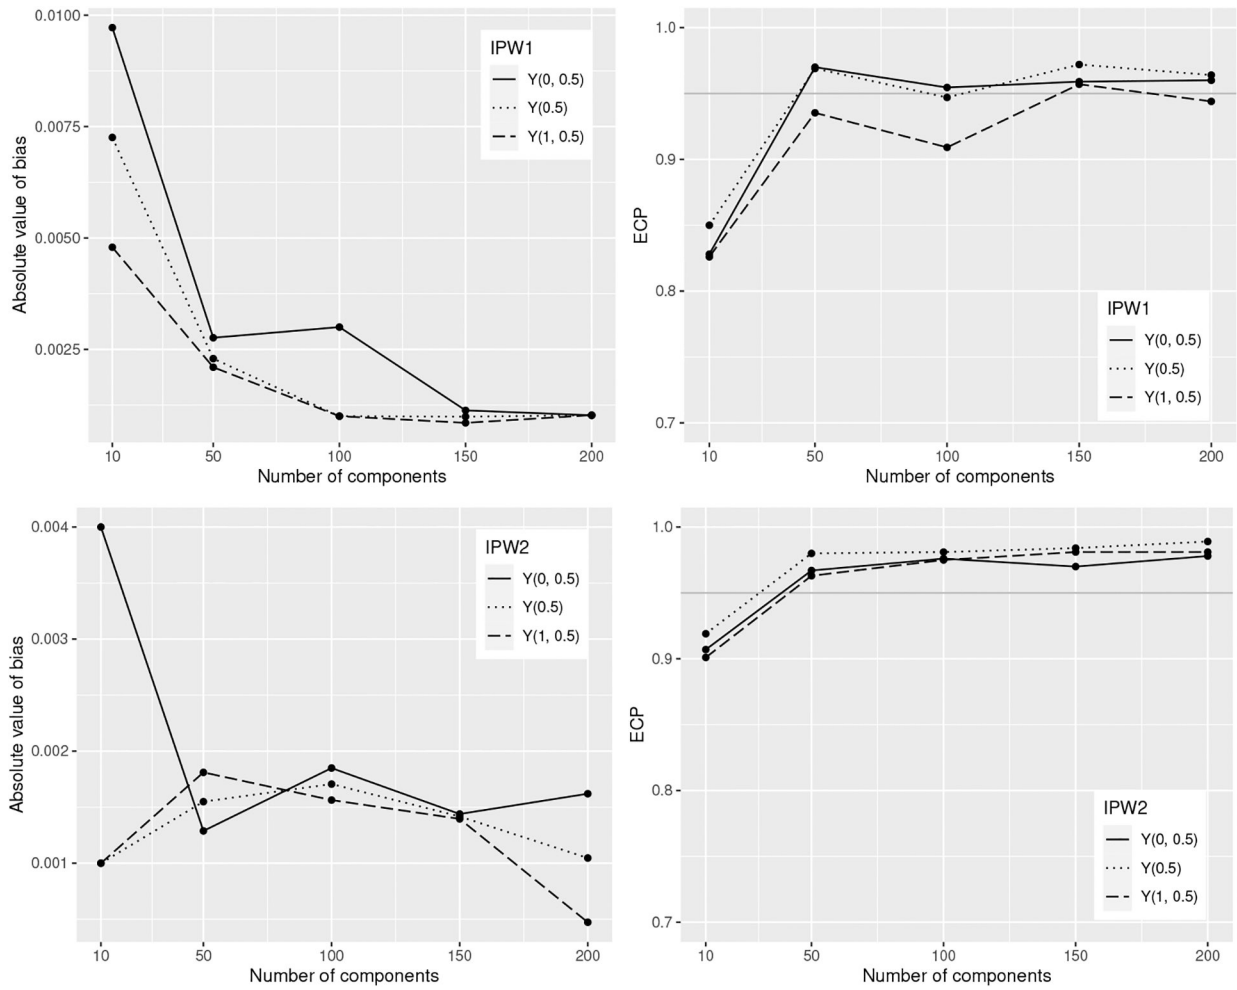 0.0100
0.0075
0.0050
0.0025
Absolute value of bias
10 50 100 150 200
Number of components
IPW1
Y(0, 0.5)
Y(0.5)
Y(1, 0.5)
1.0
0.9
0.8
0.7
ECP
10 50 100 150 200
Number of components
IPW1
Y(0, 0.5)
Y(0.5)
Y(1, 0.5)
0.004
0.003
0.002
0.001
Absolute value of bias
10 50 100 150 200
Number of components
IPW2
Y(0, 0.5)
Y(0.5)
Y(1, 0.5)
1.0
0.9
0.8
0.7
ECP
10 50 100 150 200
Number of components
IPW2
Y(0, 0.5)
Y(0.5)
Y(1, 0.5)